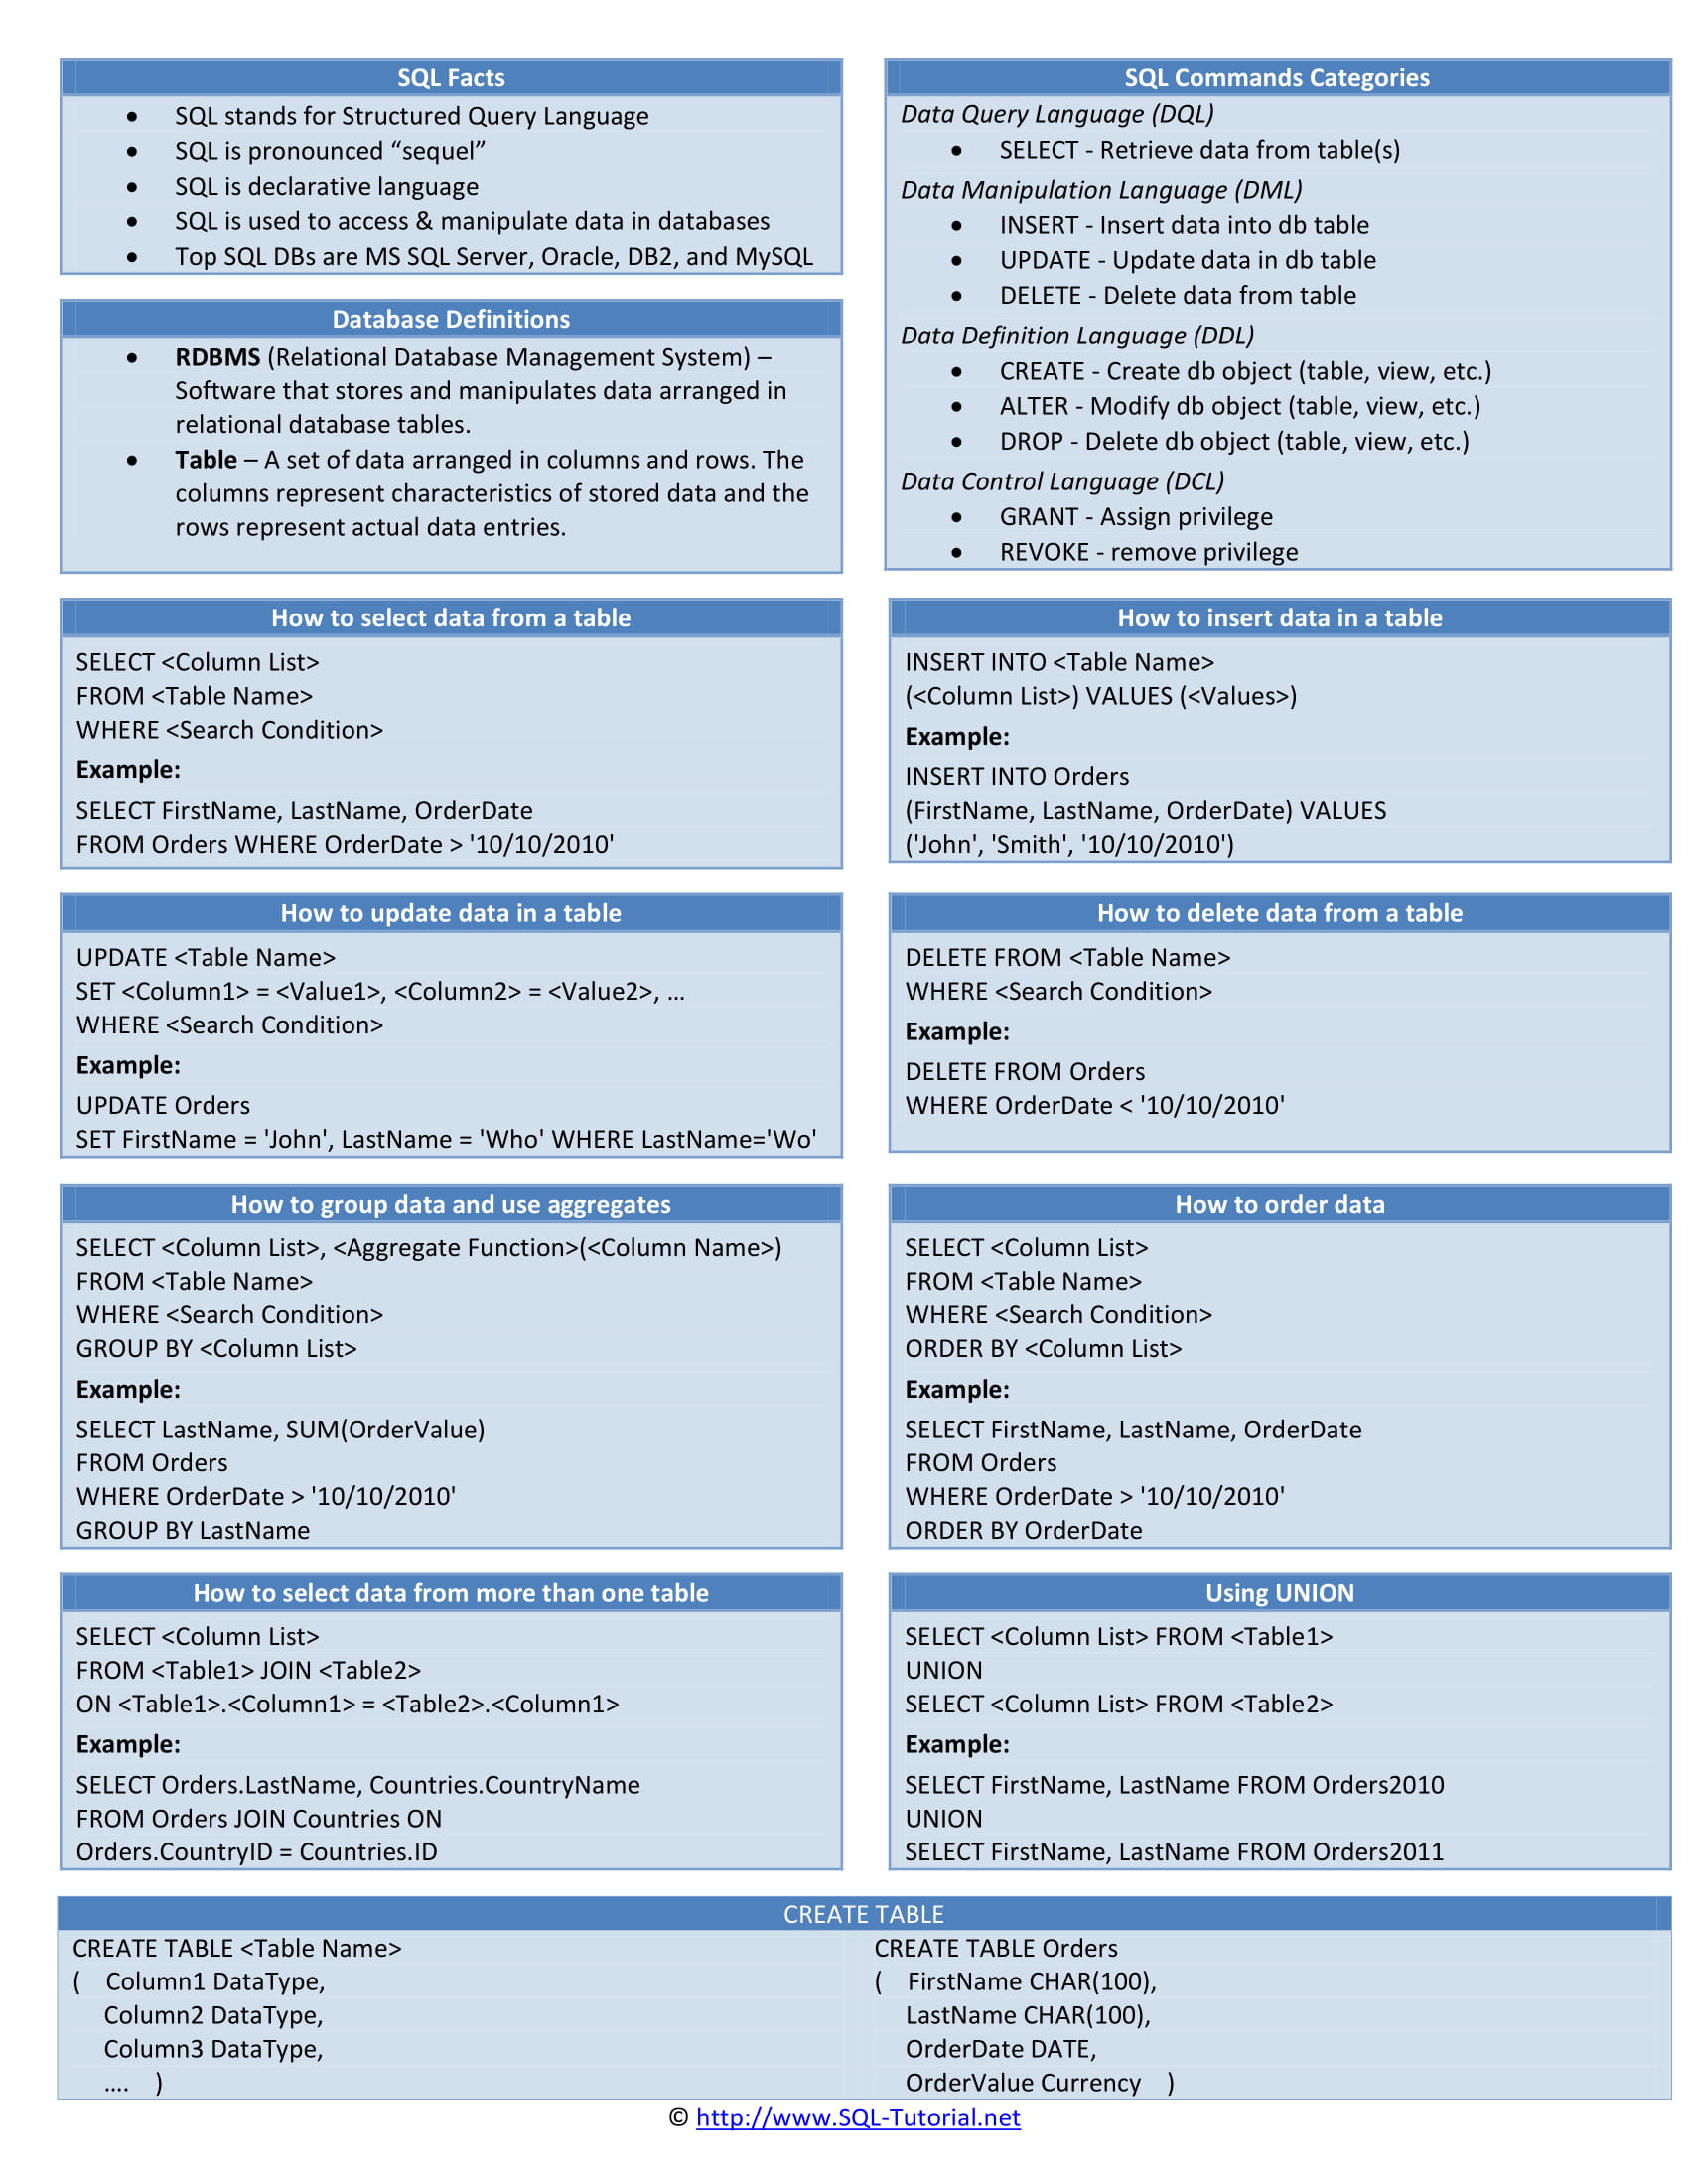 SQL Facts
• SQL stands for Structured Query Language
• SQL is pronounced “sequel”
• SQL is declarative language
• SQL is used to access & manipulate data in databases
• Top SQL DBs are MS SQL Server, Oracle, DB2, and MySQL
Database Definitions
• RDBMS (Relational Database Management System) –
Software that stores and manipulates data arranged in
relational database tables.
• Table – A set of data arranged in columns and rows. The
columns represent characteristics of stored data and the
rows represent actual data entries.
SQL Commands Categories
Data Query Language (DQL)
• SELECT - Retrieve data from table(s)
Data Manipulation Language (DML)
• INSERT - Insert data into db table
• UPDATE - Update data in db table
• DELETE - Delete data from table
Data Definition Language (DDL)
• CREATE - Create db object (table, view, etc.)
• ALTER - Modify db object (table, view, etc.)
• DROP - Delete db object (table, view, etc.)
Data Control Language (DCL)
• GRANT - Assign privilege
• REVOKE - remove privilege
How to select data from a table
SELECT <Column List>
FROM <Table Name>
WHERE <Search Condition>
Example:
SELECT FirstName, LastName, OrderDate
FROM Orders WHERE OrderDate > '10/10/2010'
How to insert data in a table
INSERT INTO <Table Name>
(<Column List>) VALUES (<Values>)
Example:
INSERT INTO Orders
(FirstName, LastName, OrderDate) VALUES
('John', 'Smith', '10/10/2010')
How to update data in a table
UPDATE <Table Name>
SET <Column1> = <Value1>, <Column2> = <Value2>, …
WHERE <Search Condition>
Example:
UPDATE Orders
SET FirstName = 'John', LastName = 'Who' WHERE LastName='Wo'
How to delete data from a table
DELETE FROM <Table Name>
WHERE <Search Condition>
Example:
DELETE FROM Orders
WHERE OrderDate < '10/10/2010'
How to group data and use aggregates
SELECT <Column List>, <Aggregate Function>(<Column Name>)
FROM <Table Name>
WHERE <Search Condition>
GROUP BY <Column List>
Example:
SELECT LastName, SUM(OrderValue)
FROM Orders
WHERE OrderDate > '10/10/2010'
GROUP BY LastName
How to order data
SELECT <Column List>
FROM <Table Name>
WHERE <Search Condition>
ORDER BY <Column List>
Example:
SELECT FirstName, LastName, OrderDate
FROM Orders
WHERE OrderDate > '10/10/2010'
ORDER BY OrderDate
How to select data from more than one table
SELECT <Column List>
FROM <Table1> JOIN <Table2>
ON <Table1>.<Column1> = <Table2>.<Column1>
Example:
SELECT Orders.LastName, Countries.CountryName
FROM Orders JOIN Countries ON
Orders.CountryID = Countries.ID
Using UNION
SELECT <Column List> FROM <Table1>
UNION
SELECT <Column List> FROM <Table2>
Example:
SELECT FirstName, LastName FROM Orders2010
UNION
SELECT FirstName, LastName FROM Orders2011
CREATE TABLE
CREATE TABLE <Table Name>
( Column1 DataType,
Column2 DataType,
Column3 DataType,
…. )
CREATE TABLE Orders
( FirstName CHAR(100),
LastName CHAR(100),
OrderDate DATE,
OrderValue Currency )
© http://www.SQL-Tutorial.net